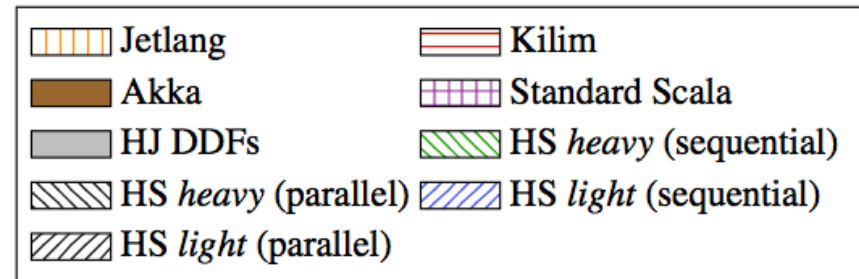 Jetlang Kilim
Akka Standard Scala
HJ DDFs HS heavy (sequential)
HS heavy (parallel) HS light (sequential)
HS light (parallel)